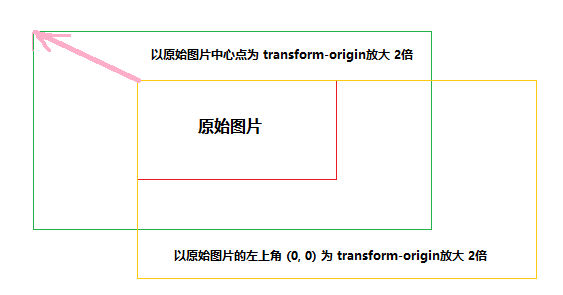 以原始图片中心点为 transform-origin放大 2倍
原始图片
以原始图片的左上角 (0, 0) 为 transform-origin放大 2倍